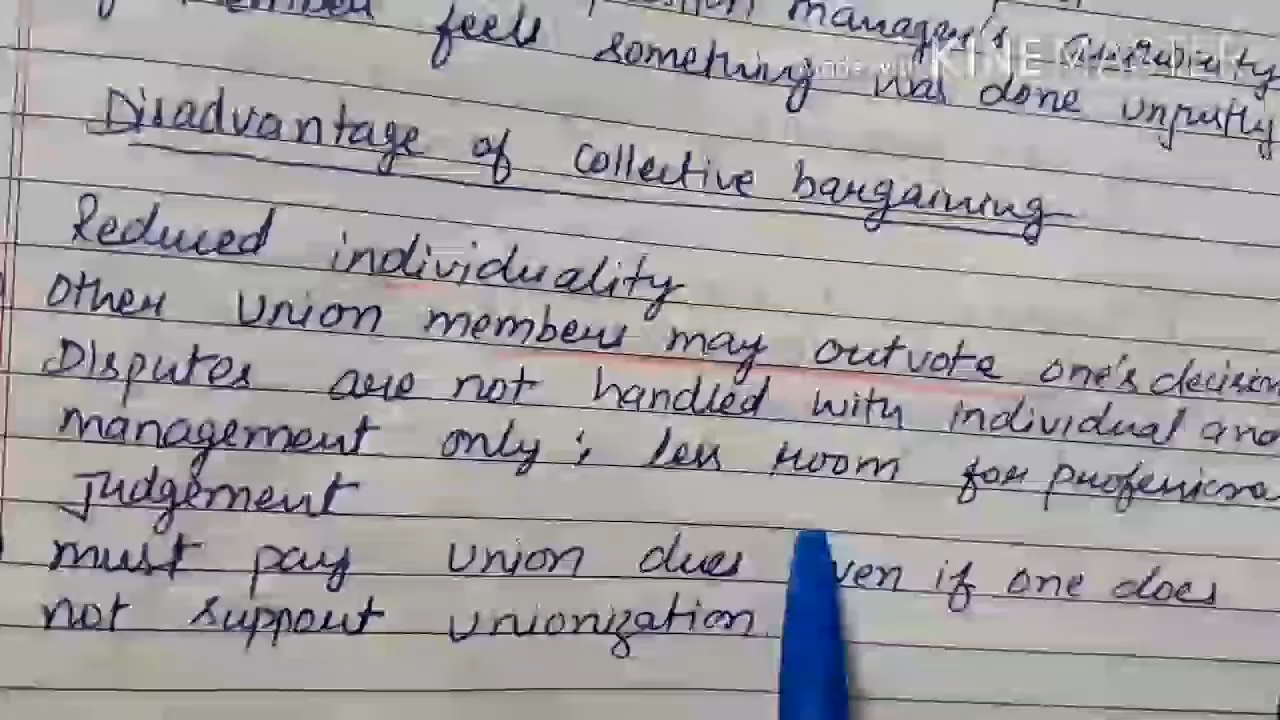 manager's
feels something was done unjustly
Disadvantage of collective bargaining
Reduced individuality
Other union members may outvote one's decision
Disputes are not handled with individual and
management only; less room for professiona
Judgement
must pay union dues even if one does
not support unionization